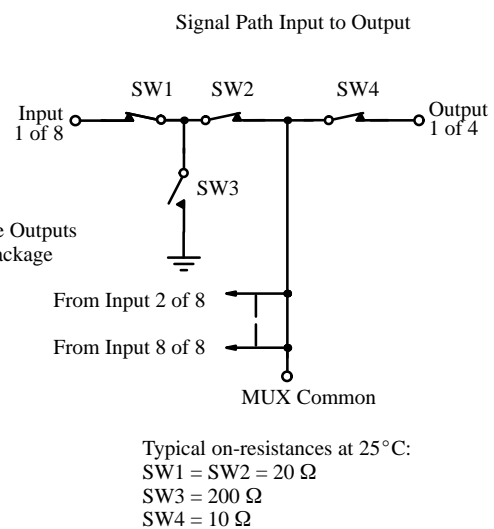 Signal Path Input to Output
SW1 SW2 SW4
Input
1 of 8
Output
1 of 4
SW3
Outputs
From Input 2 of 8
From Input 8 of 8
MUX Common
Typical on-resistances at 25°C:
SW1 = SW2 = 20 Ω
SW3 = 200 Ω
SW4 = 10 Ω